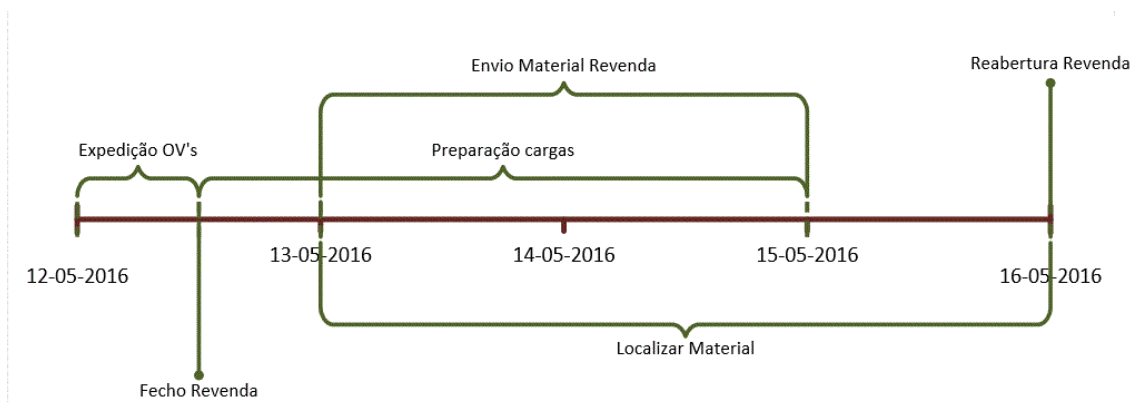 Reabertura Revenda
Envio Material Revenda
Expedição OV's
Preparação cargas
12-05-2016
13-05-2016
14-05-2016
15-05-2016
16-05-2016
Localizar Material
Fecho Revenda